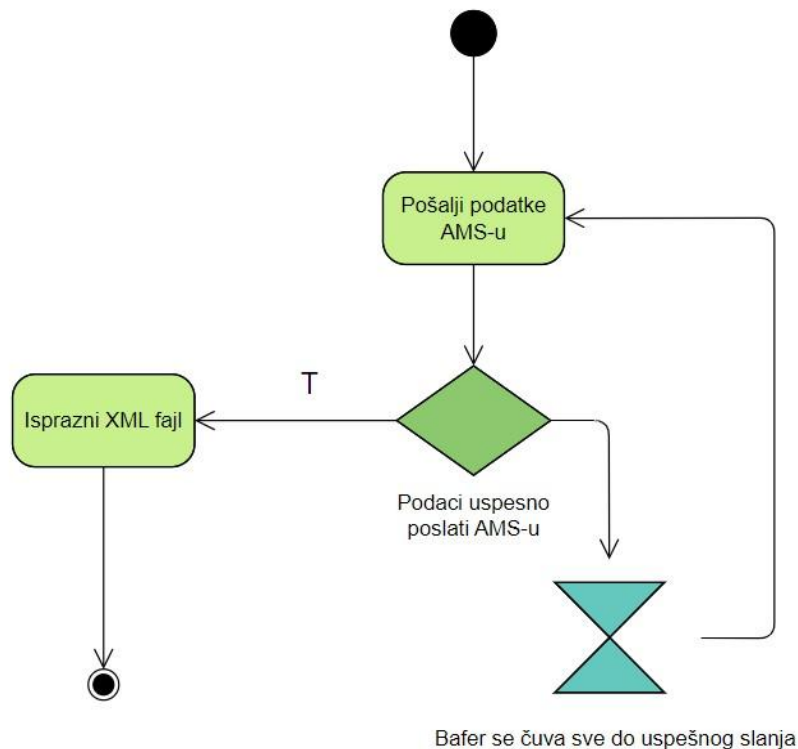 Pošalji podatke
AMS-u
T
Isprazni XML fajl
Podaci uspesno
poslati AMS-u
Bafer se čuva sve do uspešnog slanja